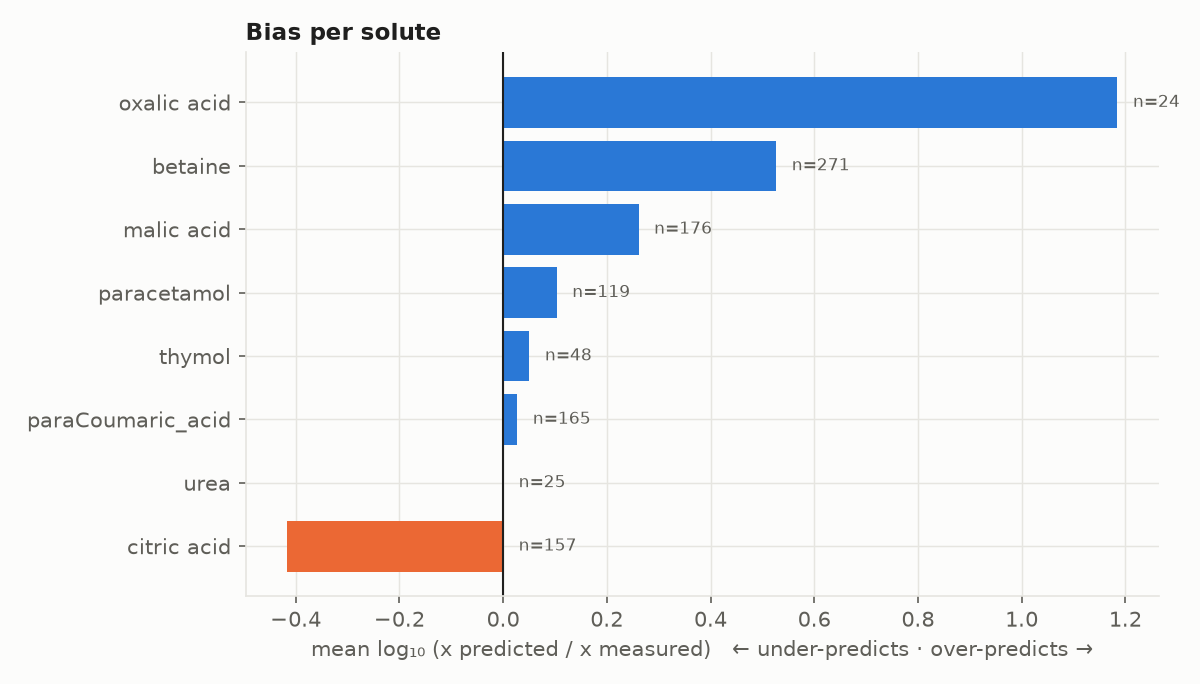 Bias per solute
oxalic acid n=24
betaine n=271
malic acid n=176
paracetamol n=119
thymol n=48
paraCoumaric_acid n=165
urea n=25
citric acid n=157
−0.4 −0.2 0.0 0.2 0.4 0.6 0.8 1.0 1.2
mean log₁₀ (x predicted / x measured) ← under-predicts · over-predicts →